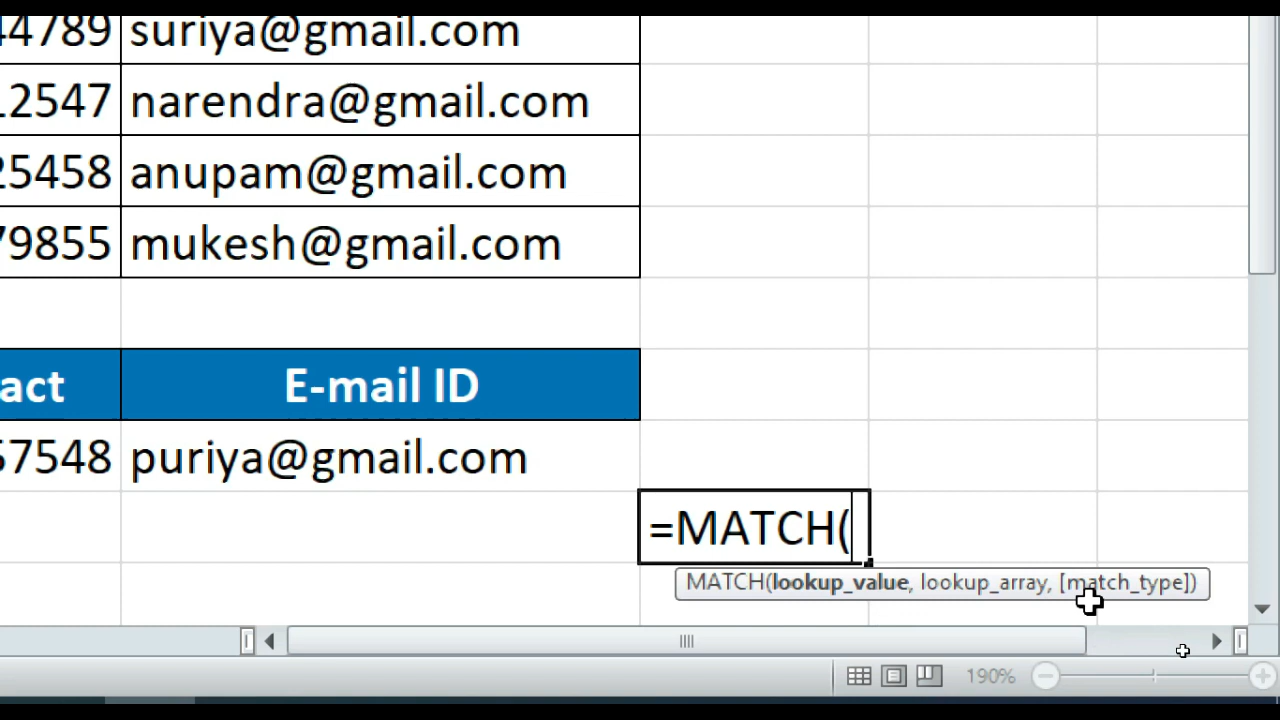 44789 suriya@gmail.com
12547 narendra@gmail.com
25458 anupam@gmail.com
79855 mukesh@gmail.com
act E-mail ID
57548 puriya@gmail.com
=MATCH(
MATCH(lookup_value, lookup_array, [match_type])
190%